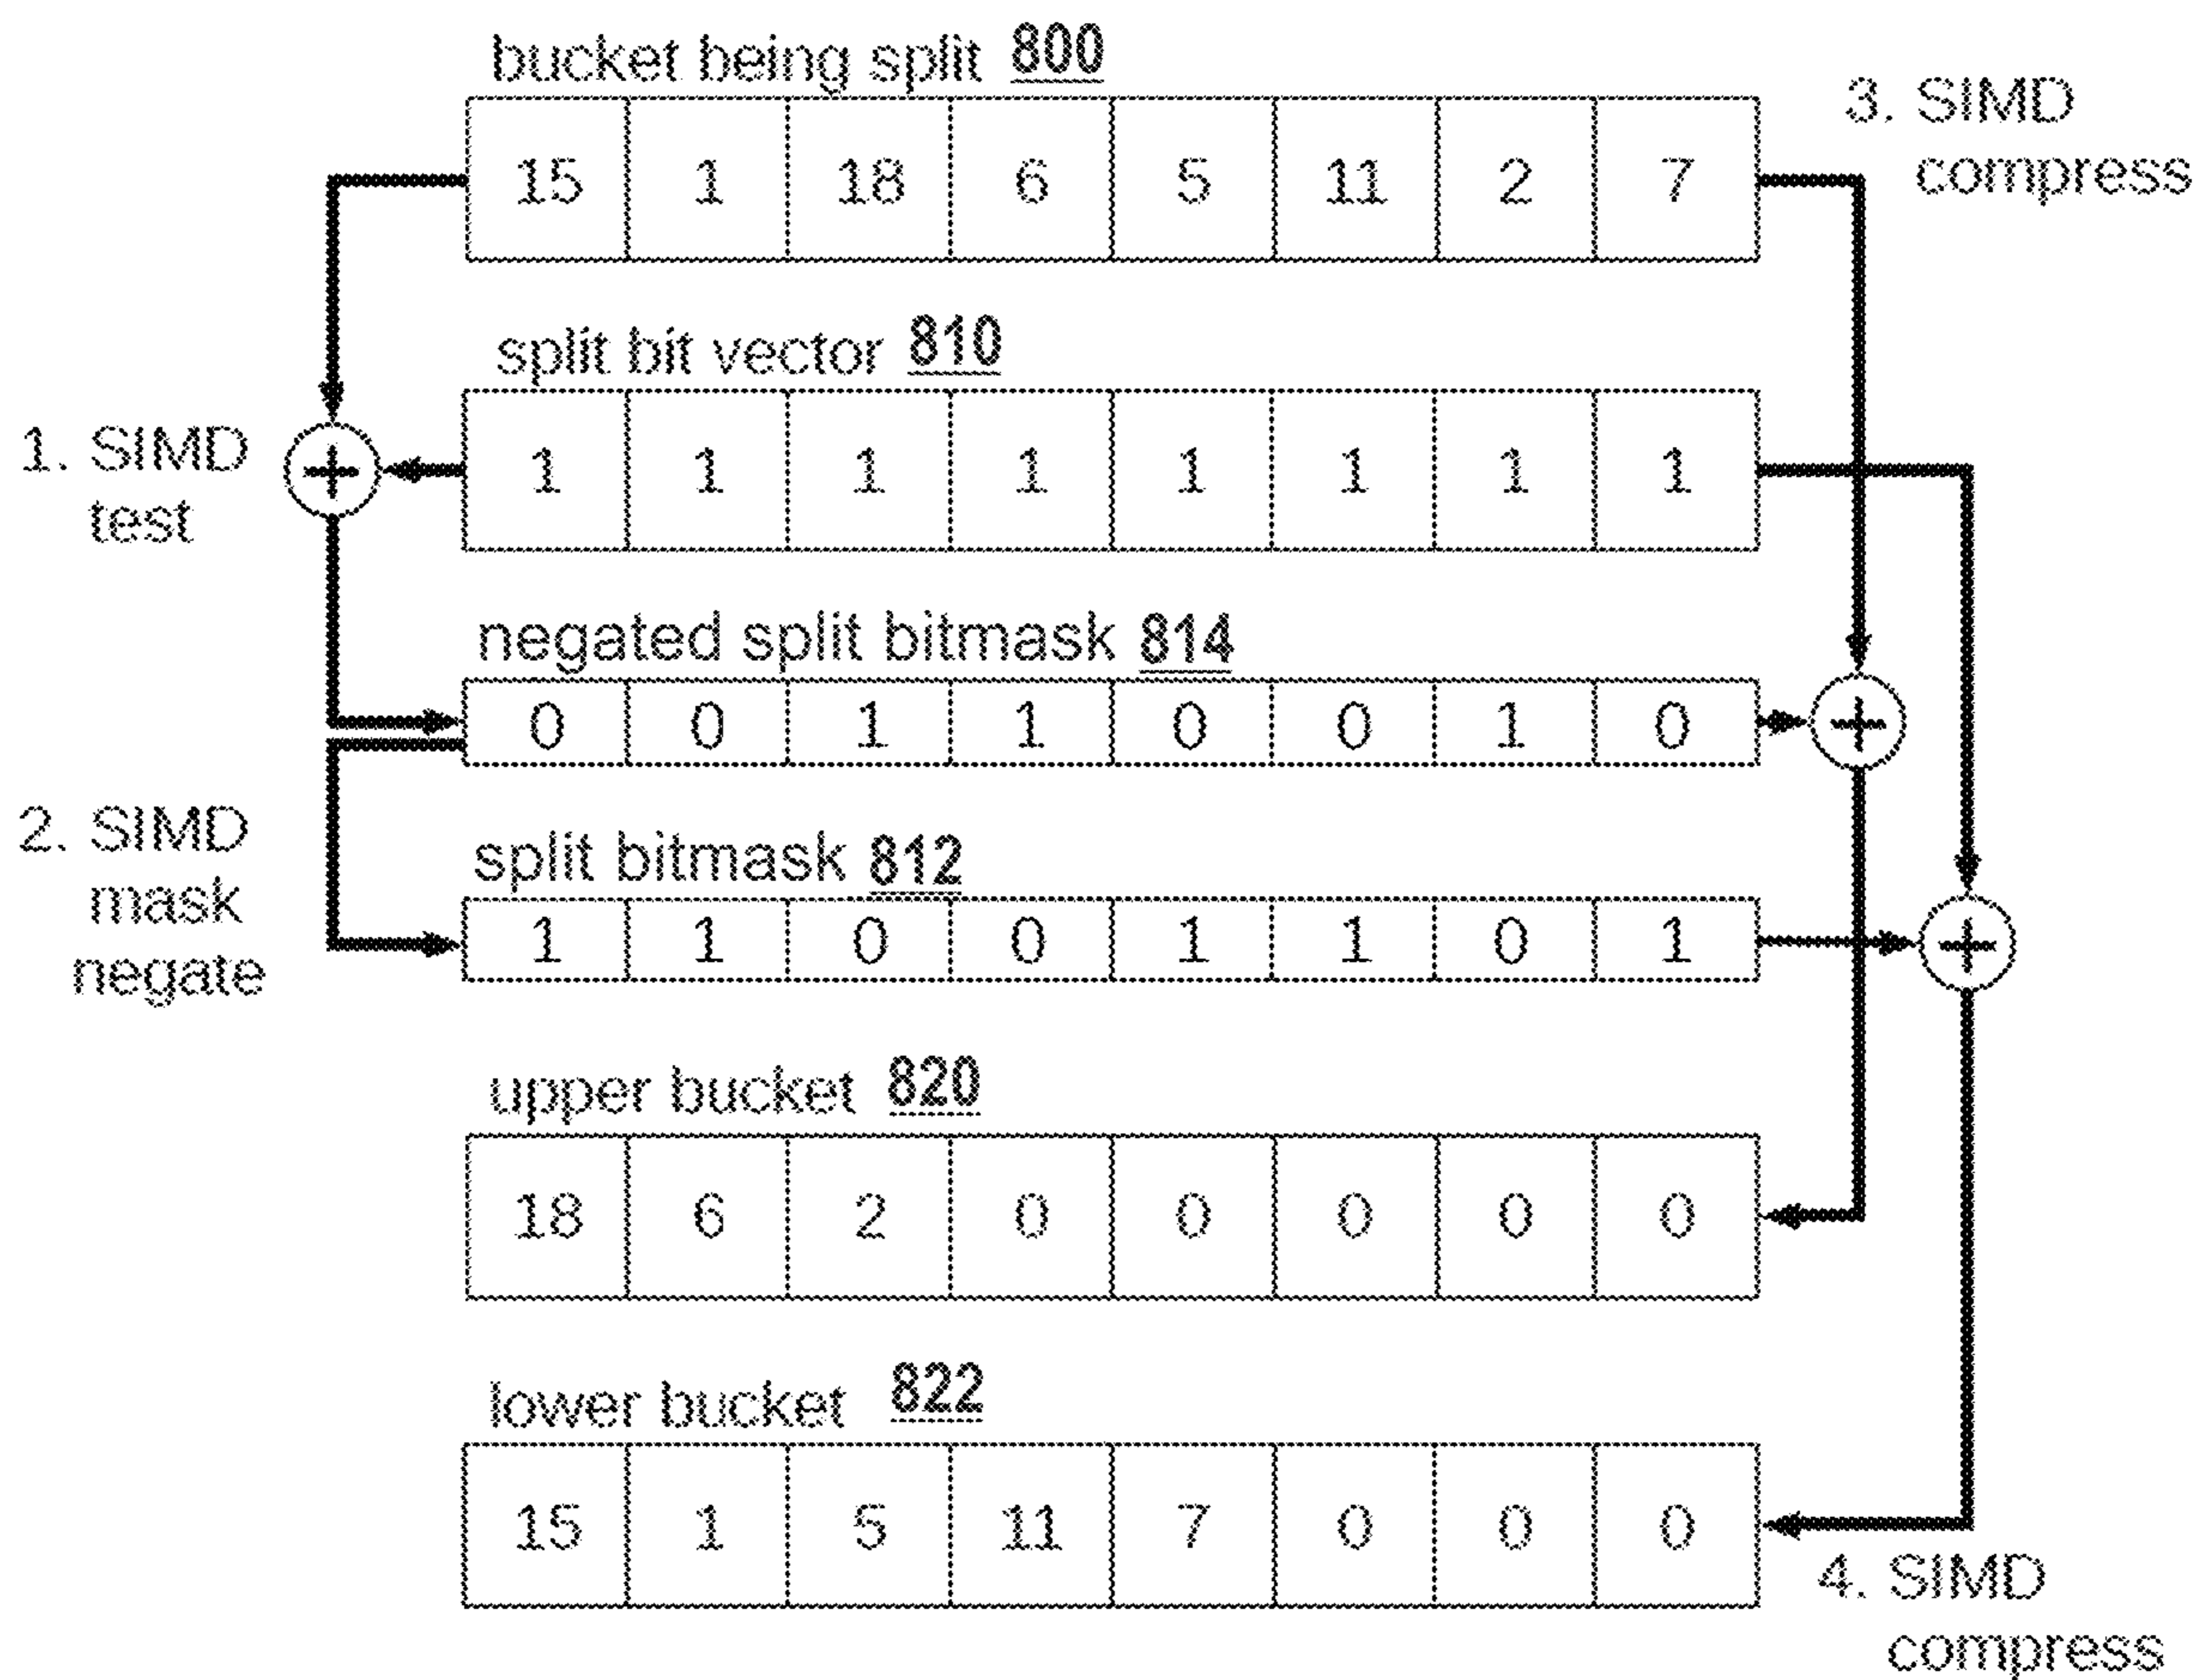 bucket being split 800
3. SIMD
compress
15 1 18 6 5 11 2 7
split bit vector 810
1. SIMD
test
1 1 1 1 1 1 1 1
negated split bitmask 814
0 0 1 1 0 0 1 0
2. SIMD
mask
negate
split bitmask 812
1 1 0 0 1 1 0 1
upper bucket 820
18 6 2 0 0 0 0 0
lower bucket 822
15 1 5 11 7 0 0 0
4. SIMD
compress